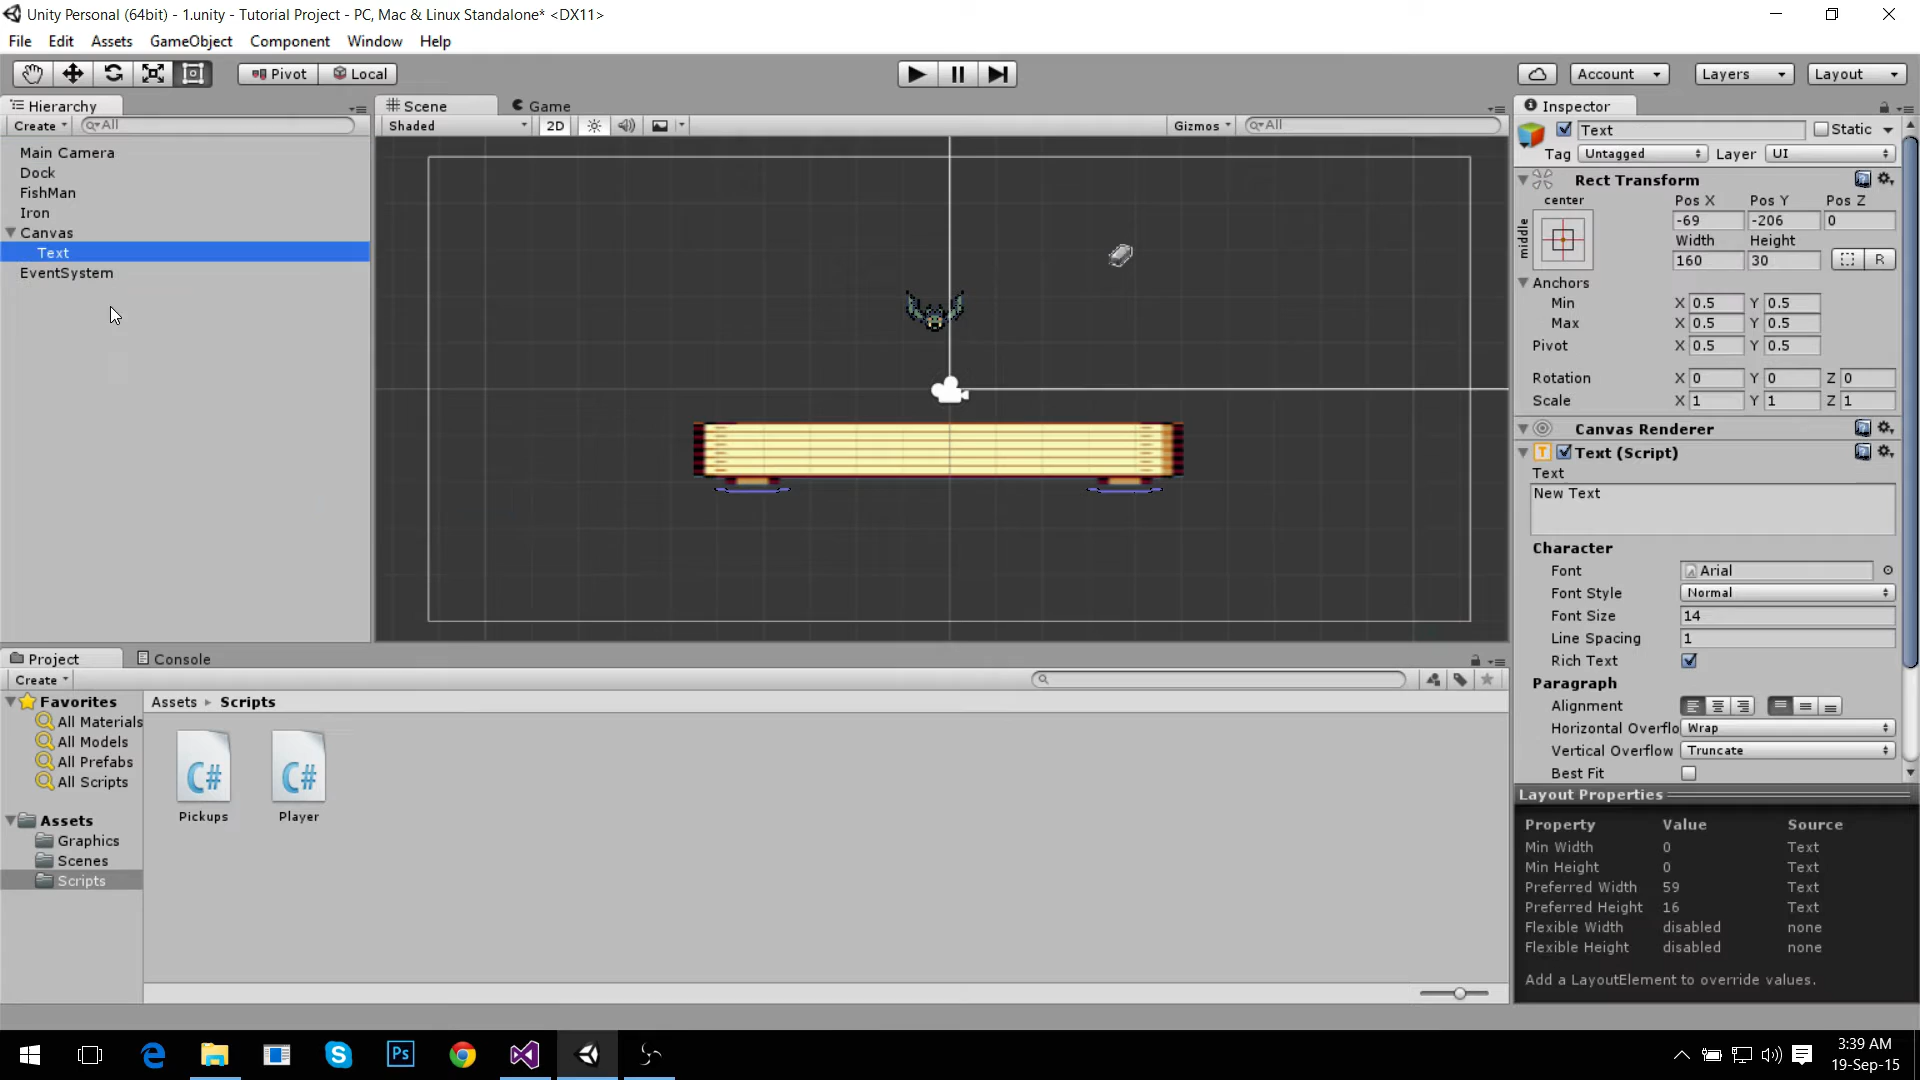 Unity Personal (64bit) - 1.unity - Tutorial Project - PC, Mac & Linux Standalone* <DX11>
File Edit Assets GameObject Component Window Help
Pivot Local Account Layers Layout
Hierarchy Scene Game Inspector
Create All Shaded 2D Gizmos All Text Static
Tag Untagged Layer UI
Main Camera
Dock
FishMan
Iron
Canvas
Text
EventSystem
Rect Transform
center Pos X Pos Y Pos Z
middle -69 -206 0
Width Height
160 30 R
Anchors
Min X 0.5 Y 0.5
Max X 0.5 Y 0.5
Pivot X 0.5 Y 0.5
Rotation X 0 Y 0 Z 0
Scale X 1 Y 1 Z 1
Canvas Renderer
Text (Script)
Text
New Text
Character
Font Arial
Font Style Normal
Font Size 14
Line Spacing 1
Rich Text
Paragraph
Alignment
Horizontal Overflo Wrap
Vertical Overflow Truncate
Best Fit
Layout Properties
Property Value Source
Min Width 0 Text
Min Height 0 Text
Preferred Width 59 Text
Preferred Height 16 Text
Flexible Width disabled none
Flexible Height disabled none
Add a LayoutElement to override values.
Project Console
Create
Favorites
All Materials
All Models
All Prefabs
All Scripts
Assets
Graphics
Scenes
Scripts
Assets Scripts
C# C#
Pickups Player
Ps
3:39 AM
19-Sep-15